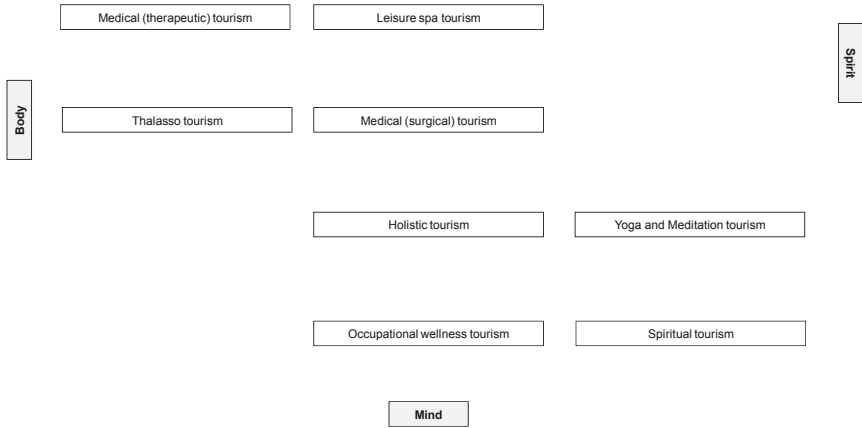 Medical (therapeutic) tourism
Leisure spa tourism
Spirit
Body
Thalasso tourism
Medical (surgical) tourism
Holistic tourism
Yoga and Meditation tourism
Occupational wellness tourism
Spiritual tourism
Mind